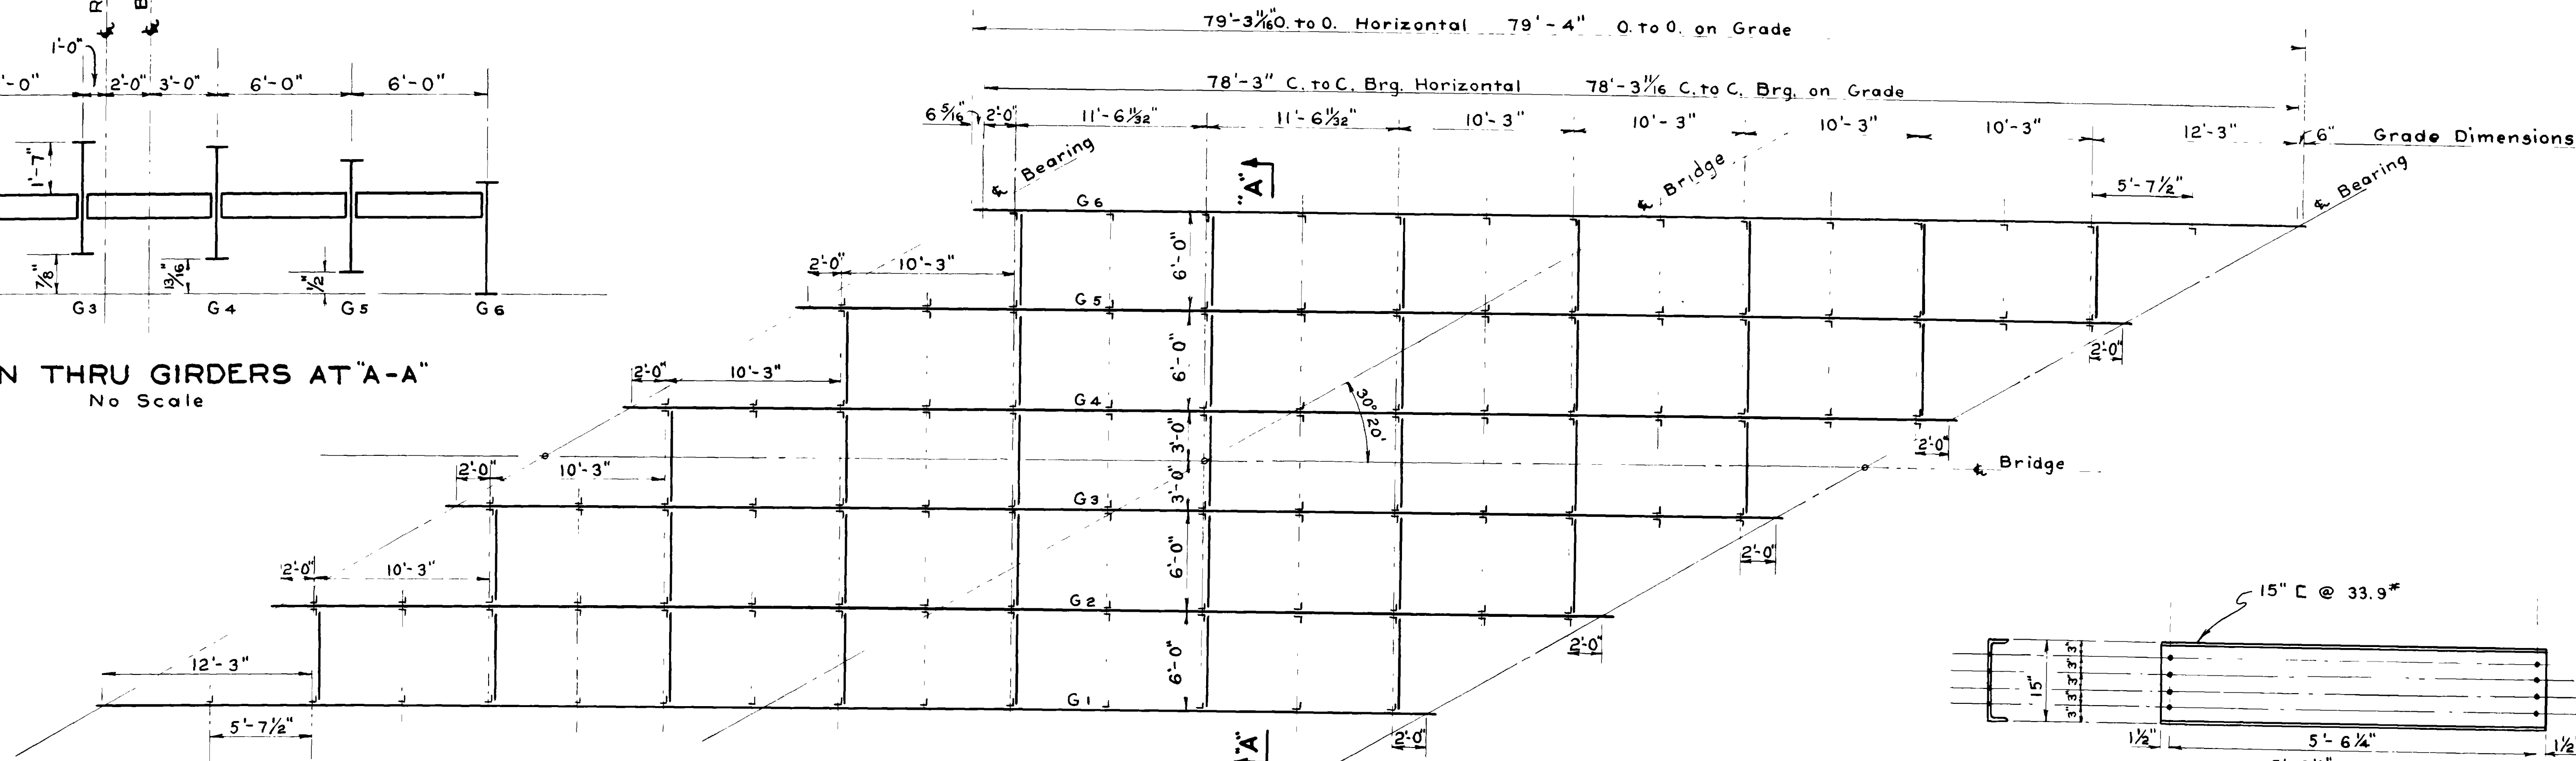 79'-3 11/16" O. to O. Horizontal 79'-4" O. to O. on Grade
78'-3" C. to C. Brg. Horizontal 78'-3 11/16 C. to C. Brg. on Grade
6 5/16" 2'-0" 11'-6 11/32" 11'-6 11/32" 10'-3" 10'-3" 10'-3" 10'-3" 12'-3" 6" Grade Dimensions
R
B
1'-0"
'-0" 2'-0" 3'-0" 6'-0" 6'-0"
1'-7"
7/8" 13/16" 1/2"
G3 G4 G5 G6
N THRU GIRDERS AT "A-A"
No Scale
℄ Bearing
"A"
℄ Bridge
5'-7 1/2"
℄ Bearing
G6
6'-0"
2'-0" 10'-3"
G5
6'-0"
2'-0"
2'-0" 10'-3"
G4
30° 20'
2'-0"
3'-0"
3'-0"
℄ Bridge
2'-0" 10'-3"
G3
6'-0"
2'-0"
2'-0" 10'-3"
G2
6'-0"
2'-0"
12'-3"
G1
5'-7 1/2"
2'-0"
"A"
15" [ @ 33.9#
15"
3" 3" 3" 3" 3"
1 1/2" 5'-6 1/4" 1 1/2"